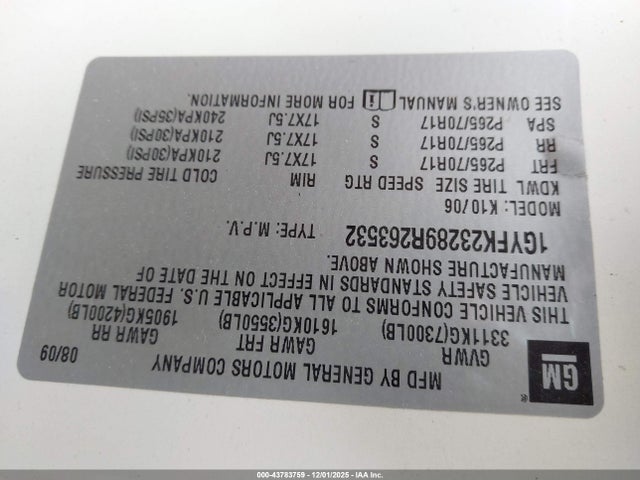 MFD BY GENERAL MOTORS COMPANY
08/09
GM
®
GVWR GAWR FRT GAWR RR
3311KG(7300LB) 1610KG(3550LB) 1905KG(4200LB)
THIS VEHICLE CONFORMS TO ALL APPLICABLE U.S. FEDERAL MOTOR
VEHICLE SAFETY STANDARDS IN EFFECT ON THE DATE OF
MANUFACTURE SHOWN ABOVE.
1GYFK23289R263532 TYPE: M.P.V.
MODEL: K10/06
KDWL TIRE SIZE SPEED RTG RIM COLD TIRE PRESSURE
FRT P265/70R17 S 17X7.5J 210KPA(30PSI)
RR P265/70R17 S 17X7.5J 210KPA(30PSI)
SPA P265/70R17 S 17X7.5J 240KPA(35PSI)
SEE OWNER'S MANUAL FOR MORE INFORMATION.
000-43783759 - 12/01/2025 - IAA Inc.